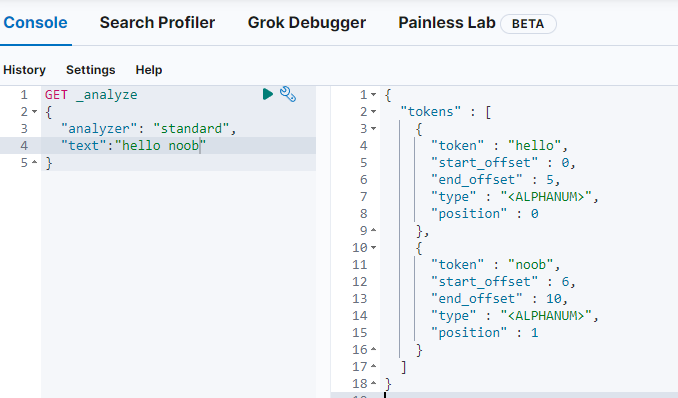 Console Search Profiler Grok Debugger Painless Lab BETA
History Settings Help
1 GET _analyze
2 {
3 "analyzer": "standard",
4 "text":"hello noob"
5 }
1 {
2 "tokens" : [
3 {
4 "token" : "hello",
5 "start_offset" : 0,
6 "end_offset" : 5,
7 "type" : "<ALPHANUM>",
8 "position" : 0
9 },
10 {
11 "token" : "noob",
12 "start_offset" : 6,
13 "end_offset" : 10,
14 "type" : "<ALPHANUM>",
15 "position" : 1
16 }
17 ]
18 }